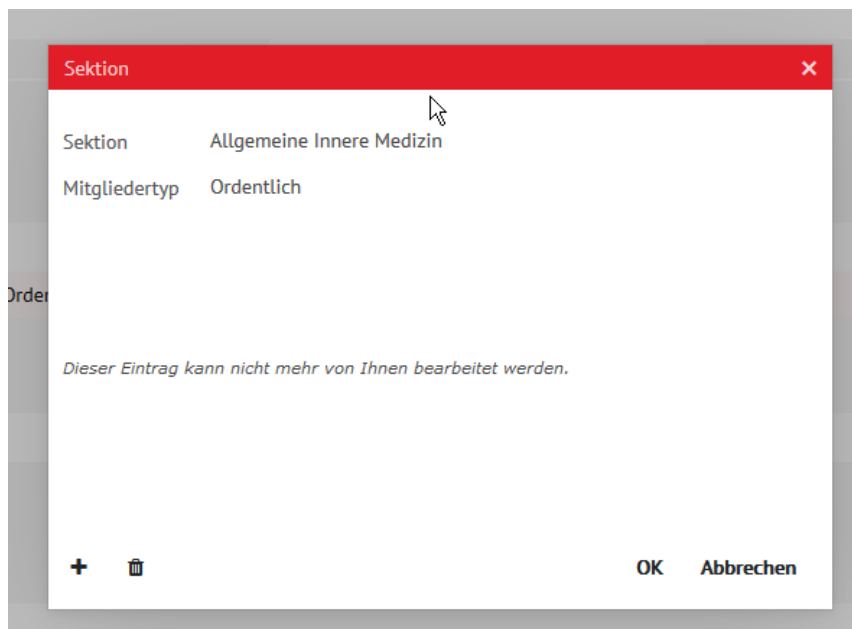 Sektion
Sektion Allgemeine Innere Medizin
Mitgliedertyp Ordentlich
Dieser Eintrag kann nicht mehr von Ihnen bearbeitet werden.
OK Abbrechen